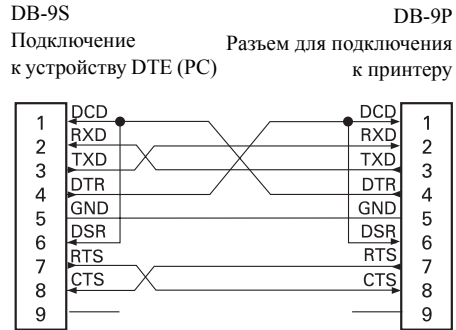 DB-9S
Подключение
к устройству DTE (PC)
DB-9P
Разъем для подключения
к принтеру
1 DCD DCD 1
2 RXD RXD 2
3 TXD TXD 3
4 DTR DTR 4
5 GND GND 5
6 DSR DSR 6
7 RTS RTS 7
8 CTS CTS 8
9 9